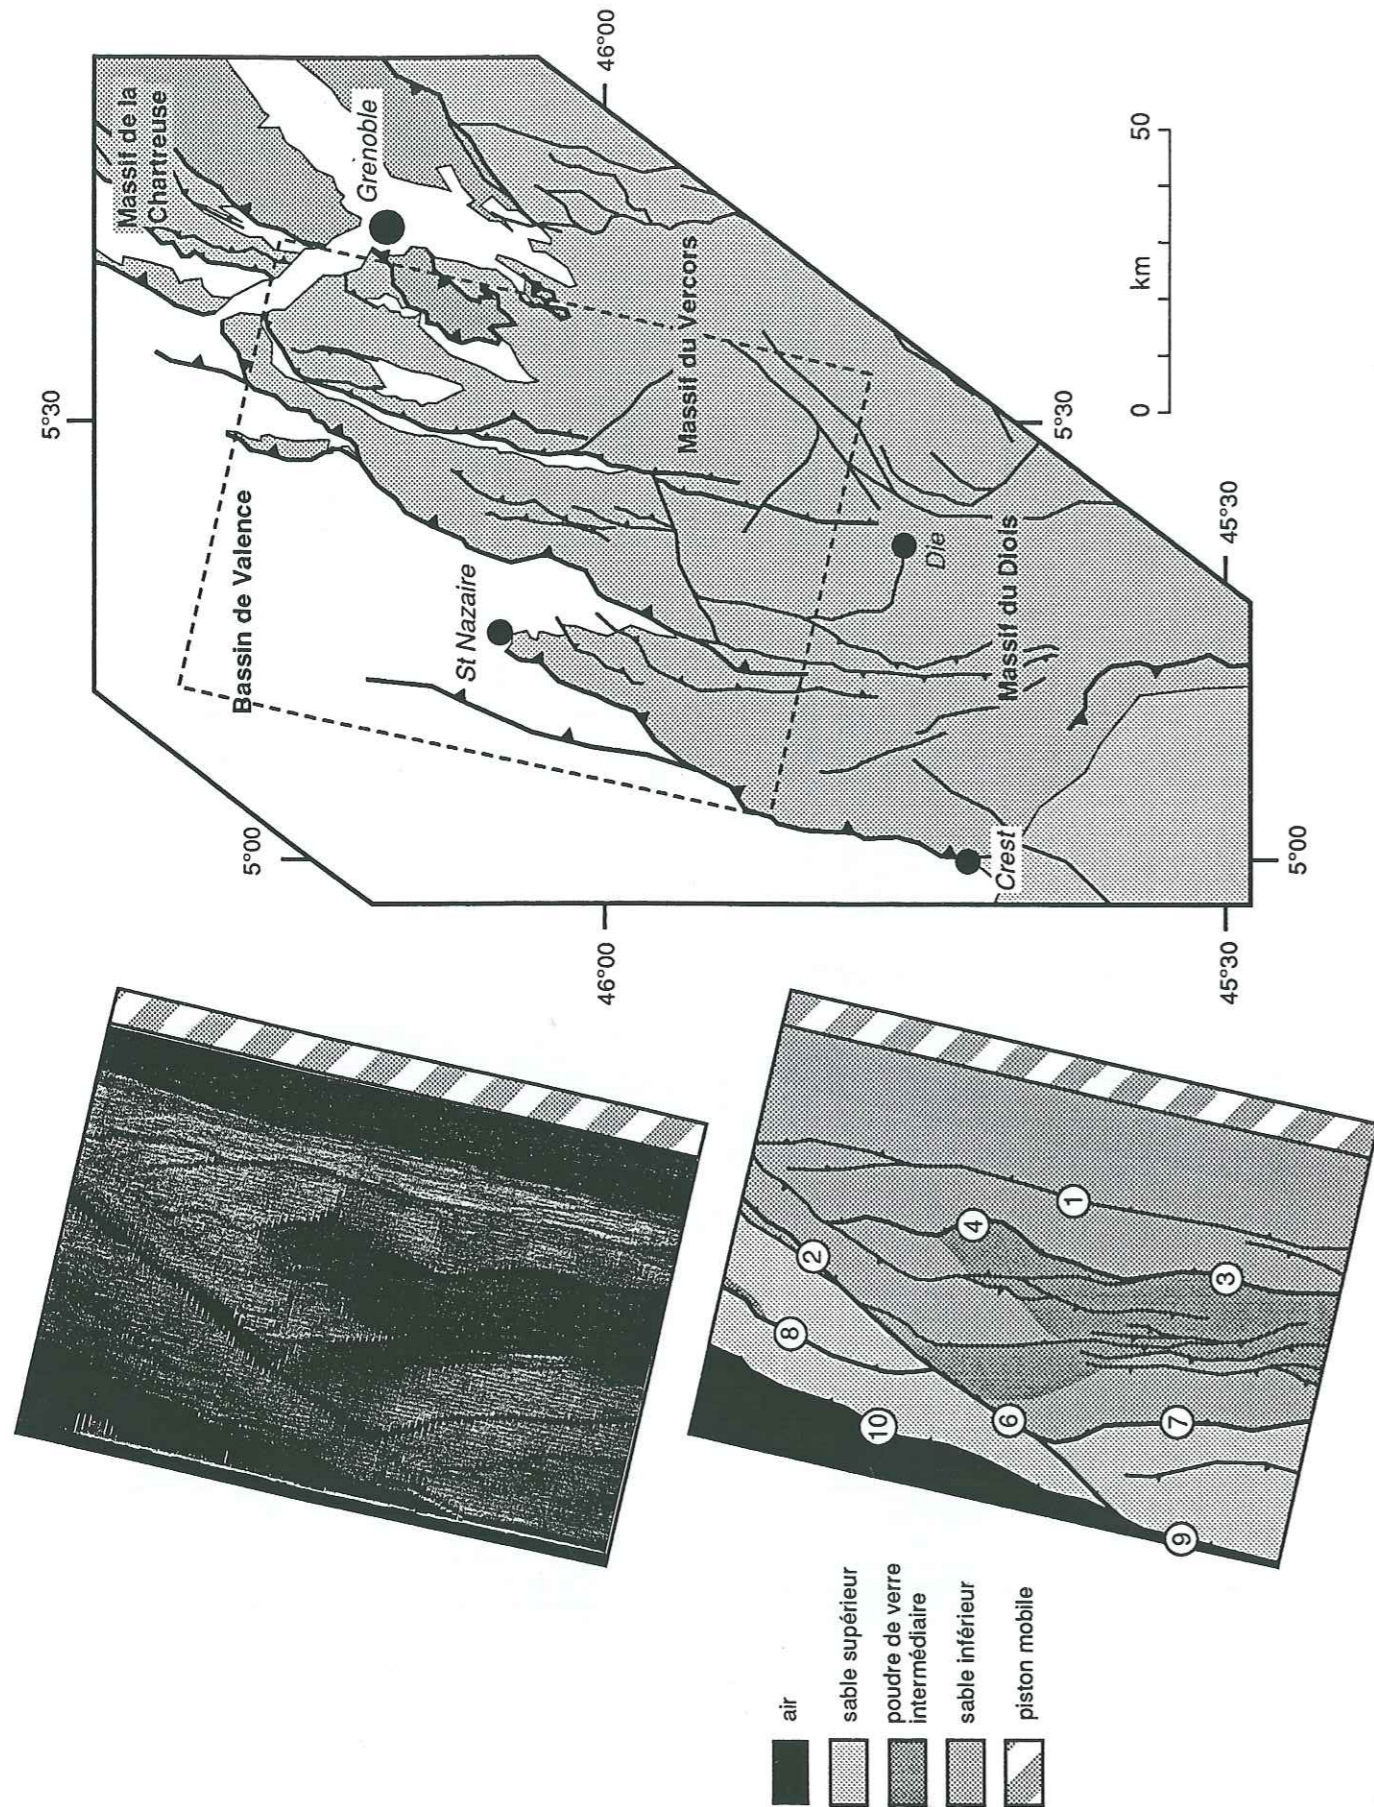 5°00
5°30
46°00
Massif de la
Chartreuse
Grenoble
Bassin de Valence
St Nazaire
Massif du Vercors
Die
Massif du Diois
Crest
0
km
50
46°00
45°30
5°00
45°30
5°30
1
2
3
4
6
7
8
9
10
air
sable supérieur
poudre de verre
intermédiaire
sable inférieur
piston mobile